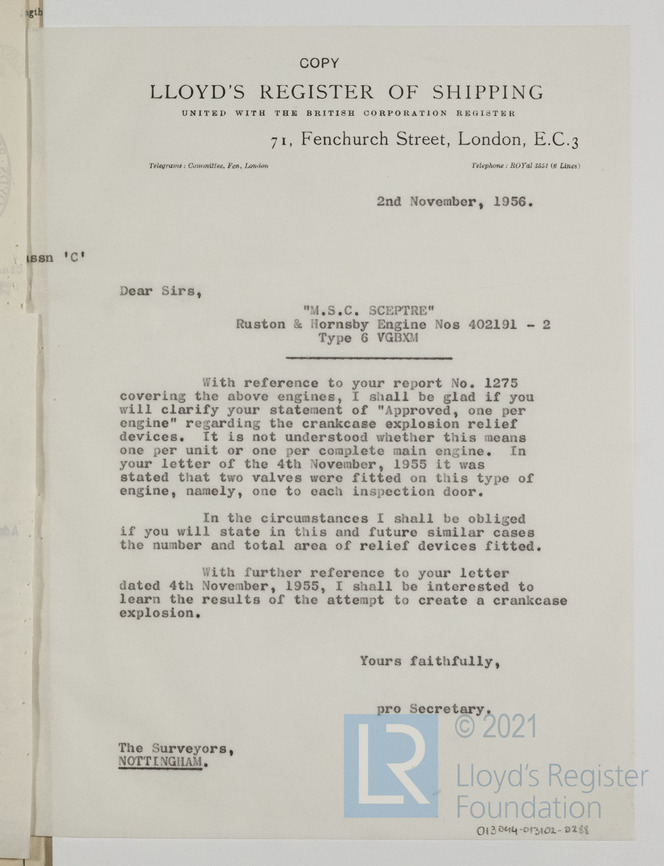 COPY
LLOYD'S REGISTER OF SHIPPING
UNITED WITH THE BRITISH CORPORATION REGISTER
71, Fenchurch Street, London, E.C.3
Telegrams: Committee, Fen, London
Telephone: ROYal 3551 (8 Lines)
2nd November, 1956.
ssn 'C'
Dear Sirs,
"M.S.C. SCEPTRE"
Ruston & Hornsby Engine Nos 402191 - 2
Type 6 VGBXM
With reference to your report No. 1275
covering the above engines, I shall be glad if you
will clarify your statement of "Approved, one per
engine" regarding the crankcase explosion relief
devices. It is not understood whether this means
one per unit or one per complete main engine. In
your letter of the 4th November, 1955 it was
stated that two valves were fitted on this type of
engine, namely, one to each inspection door.
In the circumstances I shall be obliged
if you will state in this and future similar cases
the number and total area of relief devices fitted.
With further reference to your letter
dated 4th November, 1955, I shall be interested to
learn the results of the attempt to create a crankcase
explosion.
Yours faithfully,
pro Secretary.
The Surveyors,
NOTTINGHAM.
LR
© 2021
Lloyd's Register
Foundation
013094-013102-0288